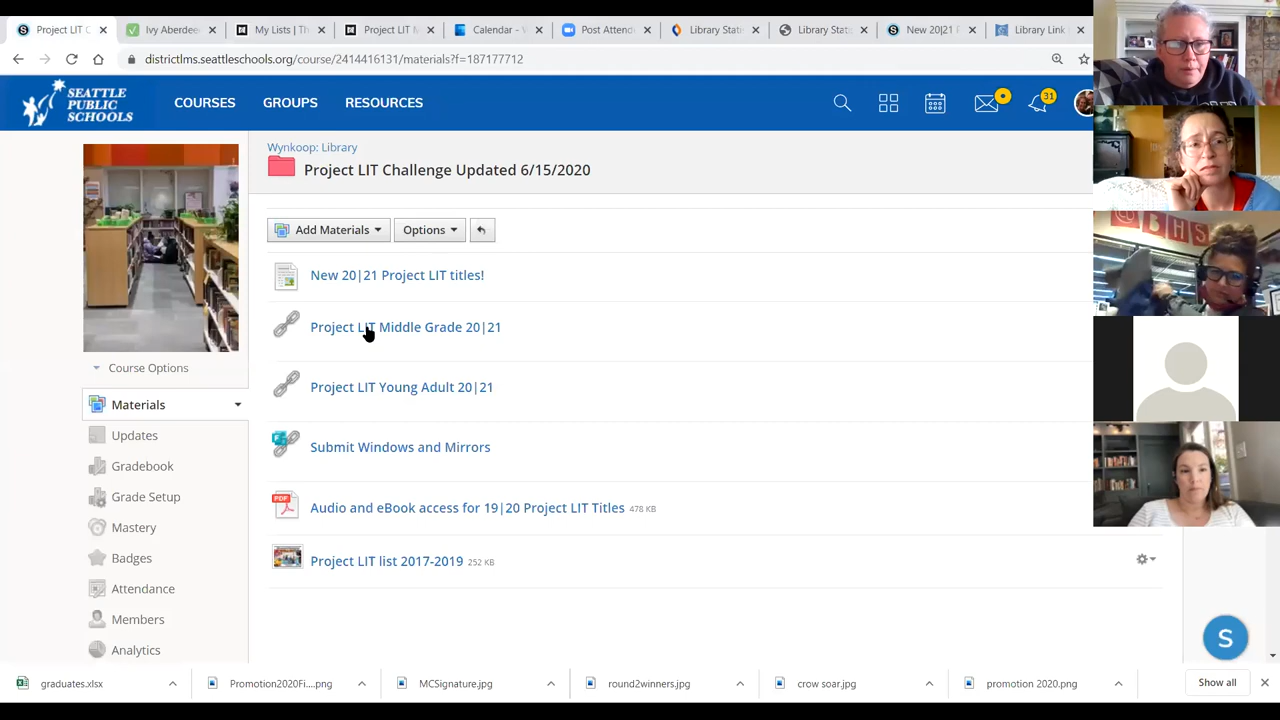 Project LIT C
Ivy Aberdee
My Lists | Th
Project LIT M
Calendar -
Post Attend
Library Stati
Library Stat
New 20|21 P
Library Link
districtlms.seattleschools.org/course/2414416131/materials?f=187177712
SEATTLE
PUBLIC
SCHOOLS
COURSES
GROUPS
RESOURCES
31
Wynkoop: Library
Project LIT Challenge Updated 6/15/2020
Add Materials
Options
New 20|21 Project LIT titles!
Project LIT Middle Grade 20|21
Project LIT Young Adult 20|21
Submit Windows and Mirrors
PDF
Audio and eBook access for 19|20 Project LIT Titles 478 KB
Project LIT list 2017-2019 252 KB
Course Options
Materials
Updates
Gradebook
Grade Setup
Mastery
Badges
Attendance
Members
Analytics
BHS
S
graduates.xlsx
Promotion2020Fi....png
MCSignature.jpg
round2winners.jpg
crow soar.jpg
promotion 2020.png
Show all